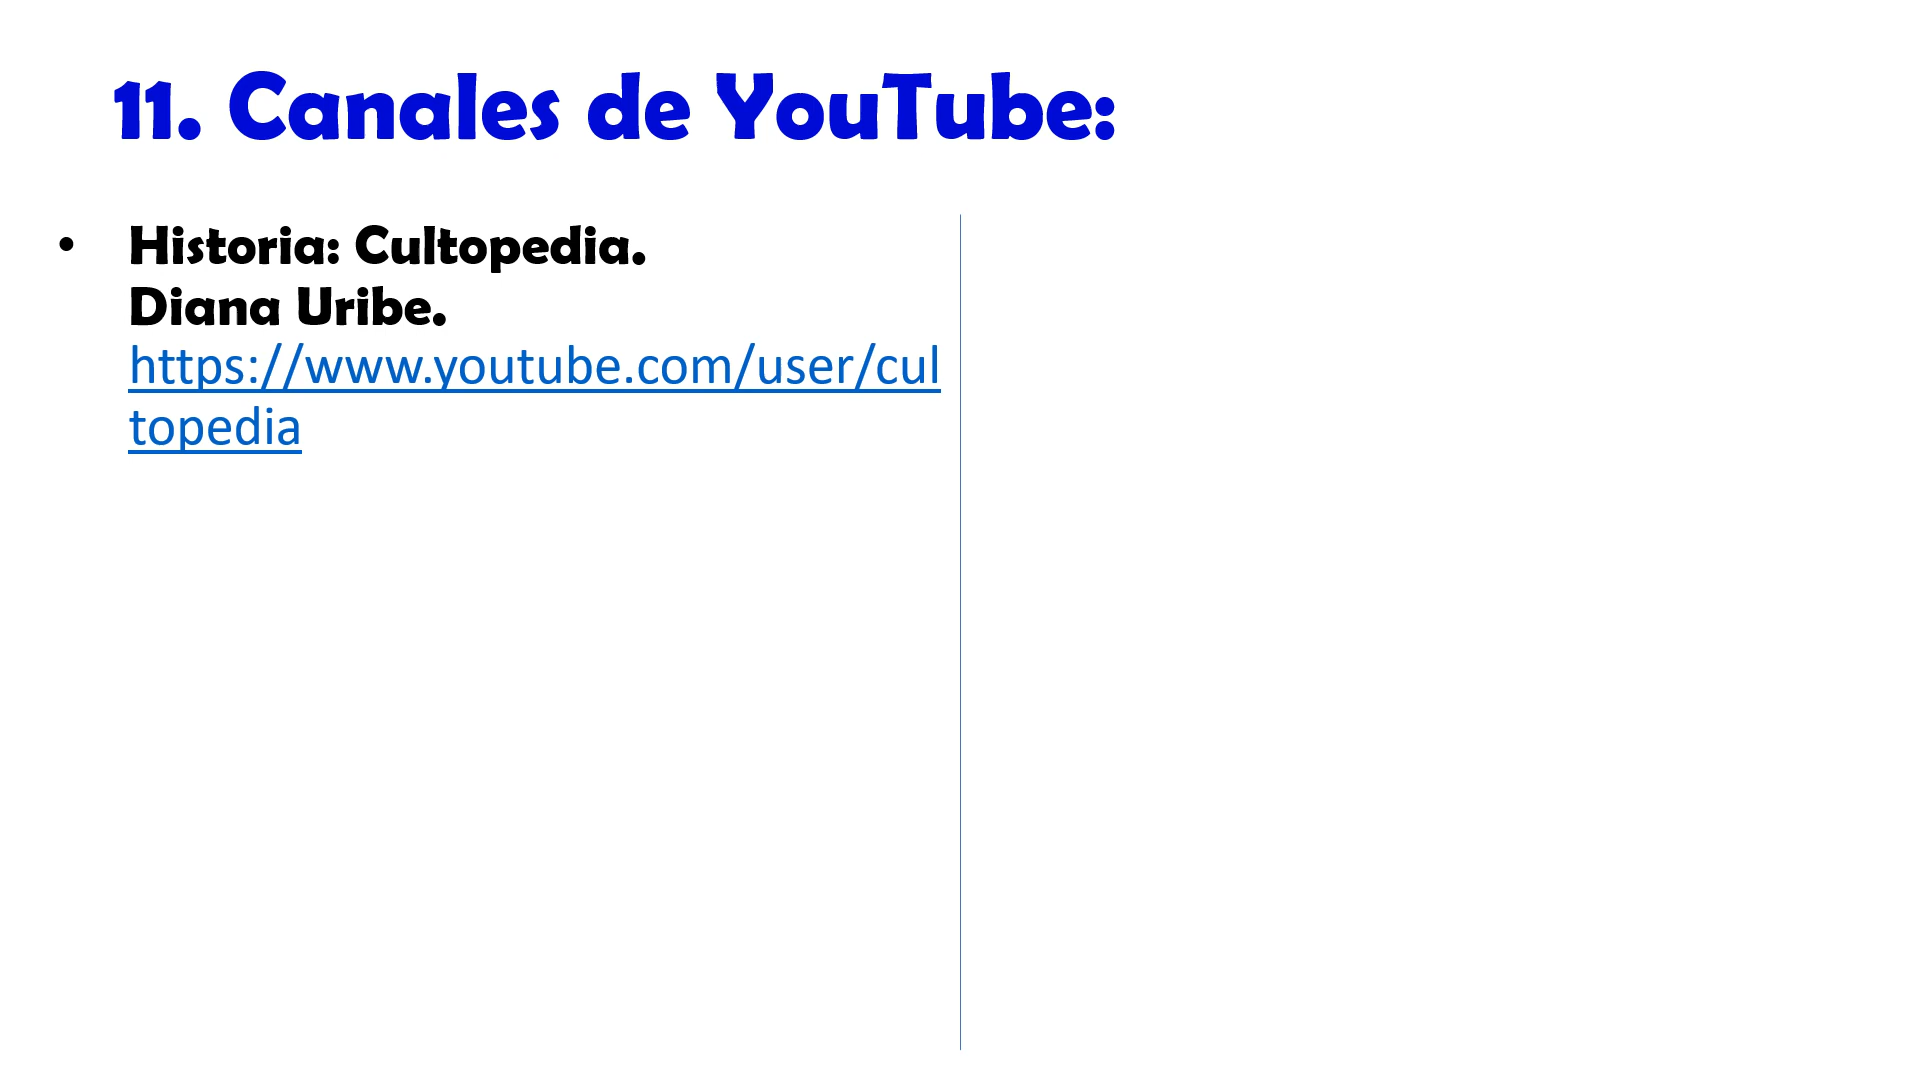 11. Canales de YouTube:
• Historia: Cultopedia.
Diana Uribe.
https://www.youtube.com/user/cul
topedia